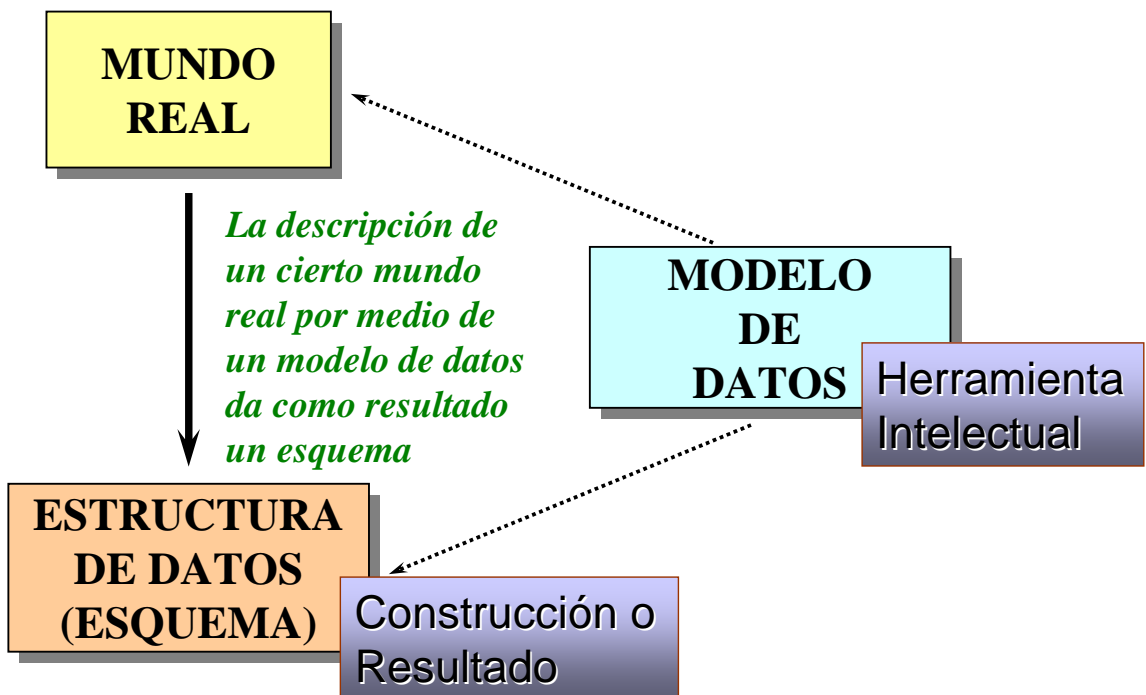 MUNDO
REAL
La descripción de
un cierto mundo
real por medio de
un modelo de datos
da como resultado
un esquema
MODELO
DE
DATOS
Herramienta
Intelectual
ESTRUCTURA
DE DATOS
(ESQUEMA)
Construcción o
Resultado